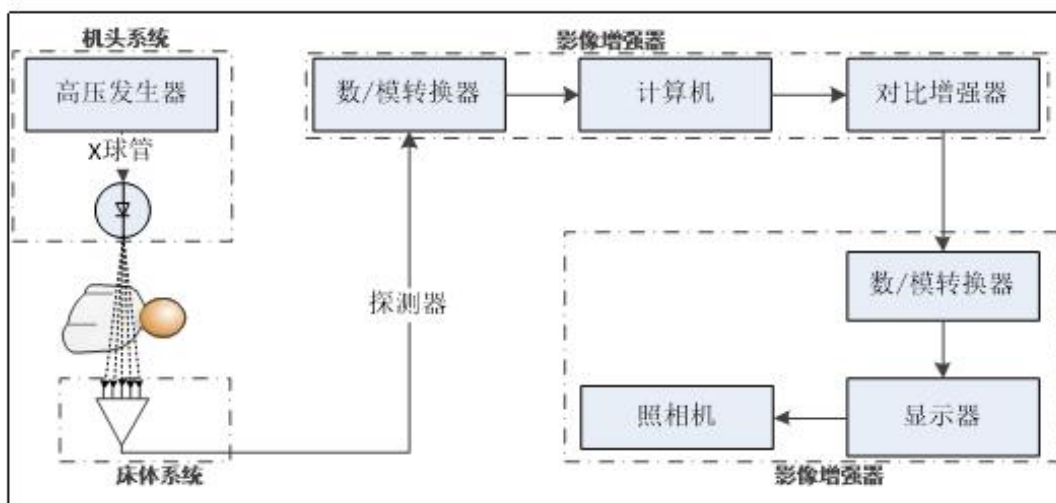 机头系统
高压发生器
X球管
床体系统
探测器
影像增强器
数/模转换器
计算机
对比增强器
数/模转换器
显示器
照相机
影像增强器